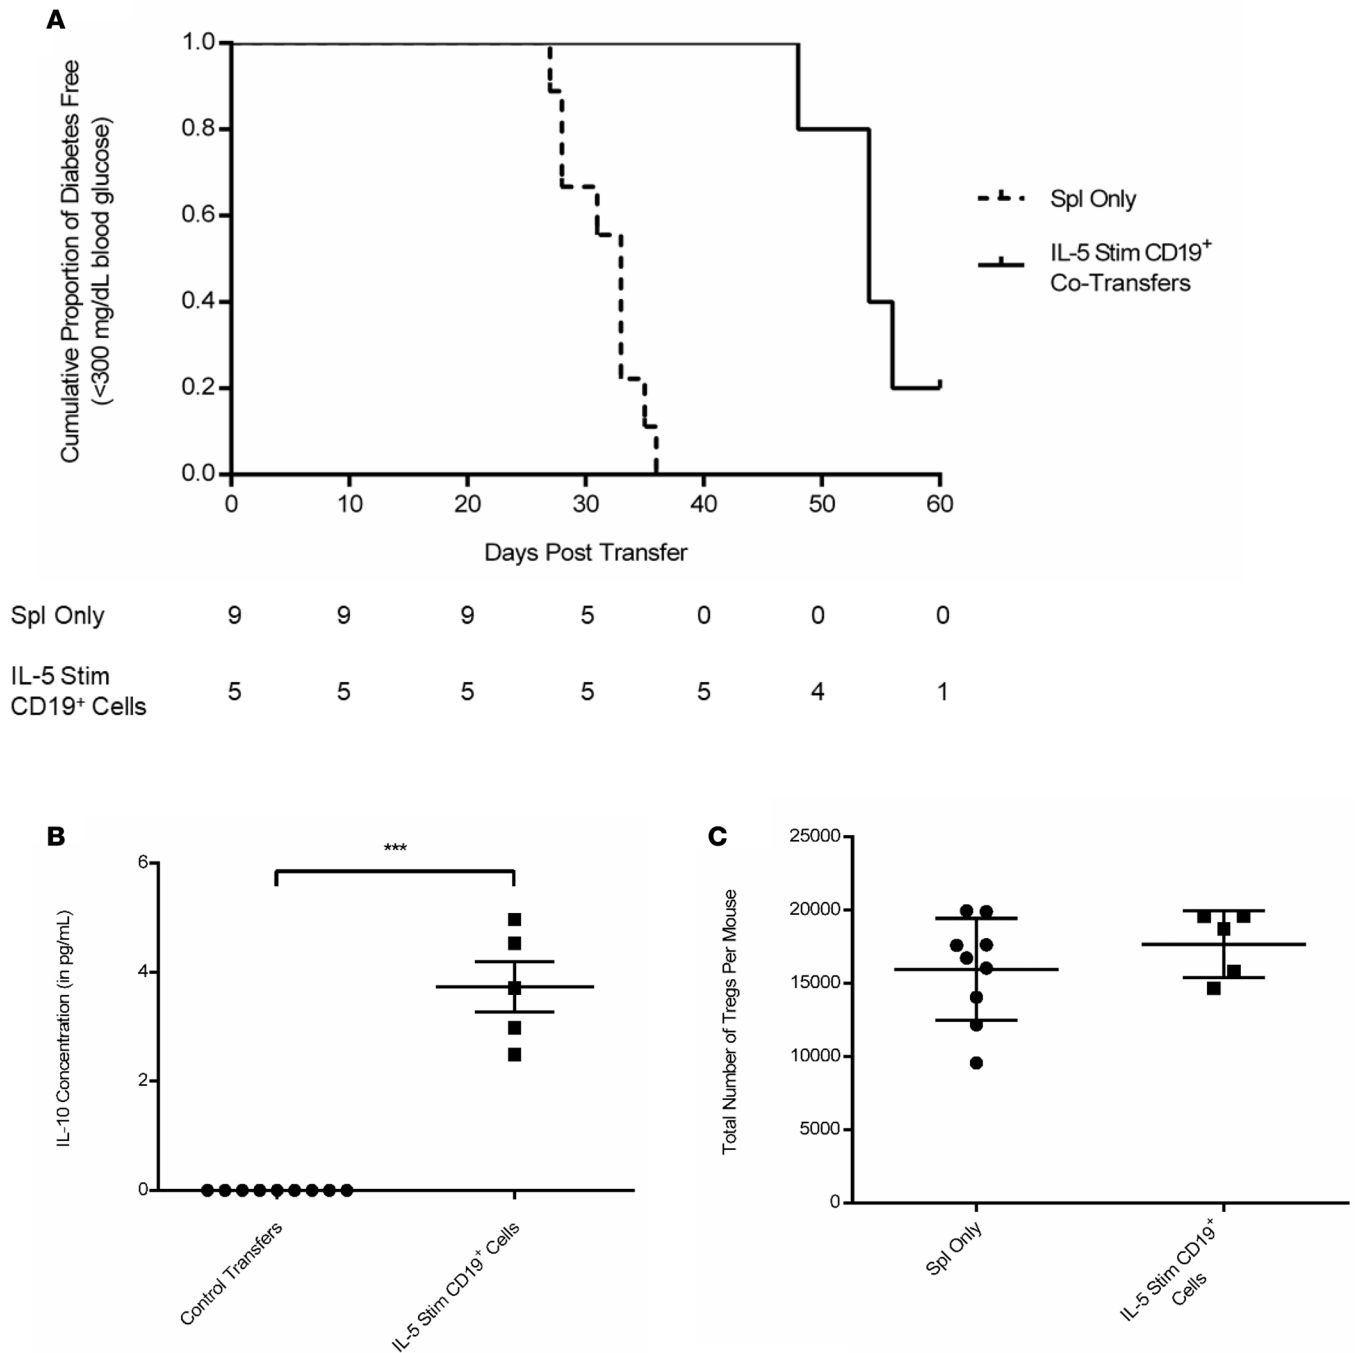 A
Cumulative Proportion of Diabetes Free
(<300 mg/dL blood glucose)
1.0
0.8
0.6
0.4
0.2
0.0
0 10 20 30 40 50 60
Days Post Transfer
Spl Only
IL-5 Stim CD19+
Co-Transfers
Spl Only 9 9 9 5 0 0 0
IL-5 Stim
CD19+ Cells 5 5 5 5 5 4 1
B
IL-10 Concentration (in pg/mL)
6
4
2
0
***
Control Transfers
IL-5 Stim CD19+ Cells
C
Total Number of Tregs Per Mouse
25000
20000
15000
10000
5000
0
Spl Only
IL-5 Stim CD19+
Cells